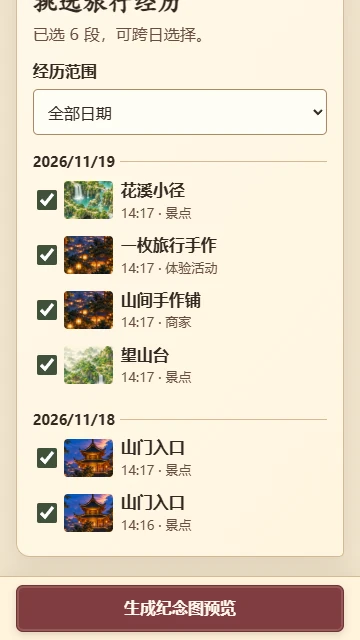 挑选旅行经历
已选 6 段，可跨日选择。
经历范围
全部日期
2026/11/19
花溪小径
14:17 · 景点
一枚旅行手作
14:17 · 体验活动
山间手作铺
14:17 · 商家
望山台
14:17 · 景点
2026/11/18
山门入口
14:17 · 景点
山门入口
14:16 · 景点
生成纪念图预览